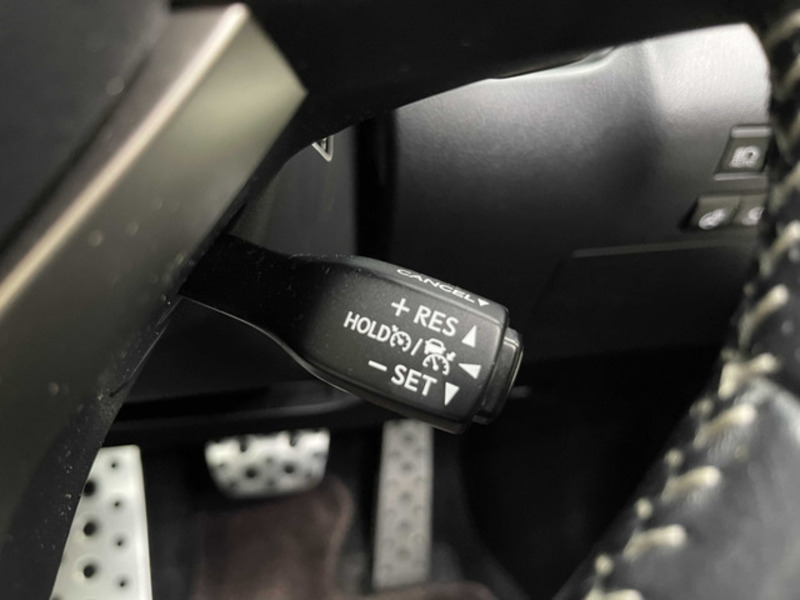 CANCEL▼
+ RES ▲
HOLD / ◀
− SET ▼